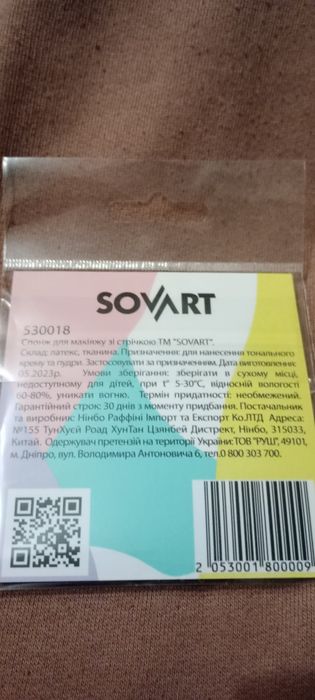 SOVART
530018
Спонж для макіяжу зі стрічкою ТМ "SOVART".
Склад: латекс, тканина. Призначення: для нанесення тонального
крему та пудри. Застосовувати за призначенням. Дата виготовлення:
05.2023р. Умови зберігання: зберігати в сухому місці,
недоступному для дітей, при t° 5-30°C, відносній вологості
60-80%, уникати вогню. Термін придатності: необмежений.
Гарантійний строк: 30 днів з моменту придбання. Постачальник
та виробник: Нінбо Раффіні Імпорт та Експорт Ко.ЛТД Адреса:
№155 ТунХуєй Роад ХунТан Цзянбей Дистрект, Нінбо, 315033,
Китай. Одержувач претензій на території України: ТОВ "РУШ", 49101,
м. Дніпро, вул. Володимира Антоновича 6, тел.0 800 303 700.
2 053001 800009